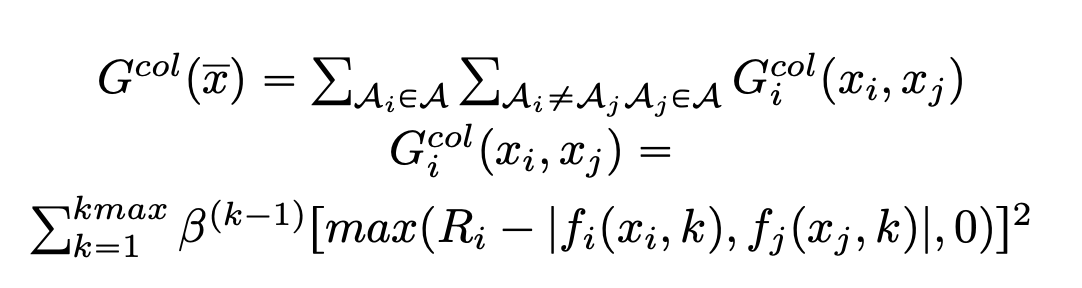 $G^{col}(\overline{x}) = \sum_{\mathcal{A}_i \in \mathcal{A}} \sum_{\mathcal{A}_i \neq \mathcal{A}_j \mathcal{A}_j \in \mathcal{A}} G_i^{col}(x_i, x_j)$
$G_i^{col}(x_i, x_j) =$
$\sum_{k=1}^{kmax} \beta^{(k-1)}[max(R_i - |f_i(x_i, k), f_j(x_j, k)|, 0)]^2$